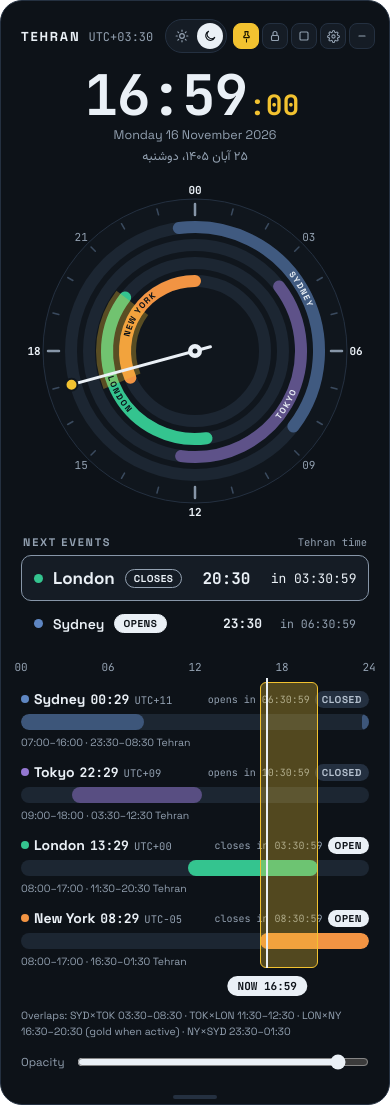 TEHRAN UTC+03:30
16:59:00
Monday 16 November 2026
۲۵ آبان ۱۴۰۵، دوشنبه
00
21 03
SYDNEY
NEW YORK
18 06
LONDON
TOKYO
15 09
12
NEXT EVENTS Tehran time
London CLOSES 20:30 in 03:30:59
Sydney OPENS 23:30 in 06:30:59
00 06 12 18 24
Sydney 00:29 UTC+11 opens in 06:30:59 CLOSED
07:00–16:00 · 23:30–08:30 Tehran
Tokyo 22:29 UTC+09 opens in 10:30:59 CLOSED
09:00–18:00 · 03:30–12:30 Tehran
London 13:29 UTC+00 closes in 03:30:59 OPEN
08:00–17:00 · 11:30–20:30 Tehran
New York 08:29 UTC-05 closes in 08:30:59 OPEN
08:00–17:00 · 16:30–01:30 Tehran
NOW 16:59
Overlaps: SYD×TOK 03:30–08:30 · TOK×LON 11:30–12:30 · LON×NY
16:30–20:30 (gold when active) · NY×SYD 23:30–01:30
Opacity